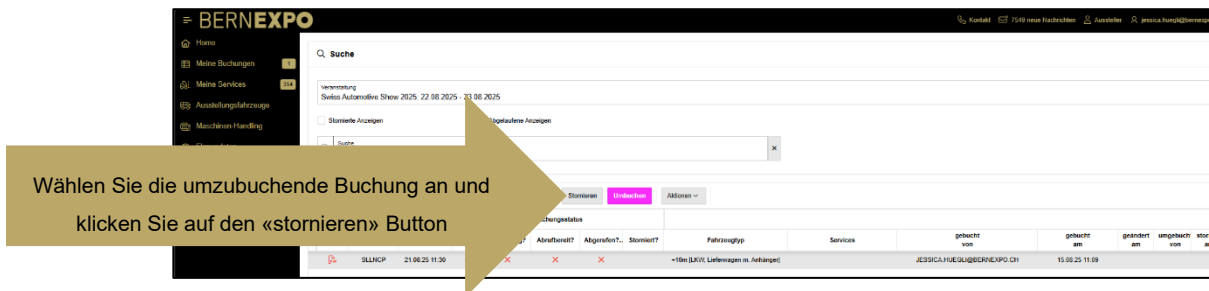 BERNEXPO
Kontakt 7549 neue Nachrichten Aussteller jessica.huegli@bernexpo
Home
Meine Buchungen 1
Meine Services 354
Ausstellungsfahrzeuge
Maschinen-Handling
Suche
Veranstaltung
Swiss Automotive Show 2025: 22.08.2025 - 23.08.2025
Stornierte Anzeigen
Abgelaufene Anzeigen
Suche
Wählen Sie die umzubuchende Buchung an und
klicken Sie auf den «stornieren» Button
Stornieren Umbuchen Aktionen
Abrufbereit? Abgerufen?.. Storniert? Fahrzeugtyp Services gebucht von gebucht am geändert am umgebucht von
SLLNCP 21.08.25 11:30 +10m [LKW, Lieferwagen m. Anhänger] JESSICA.HUEGLI@BERNEXPO.CH 15.08.25 11:09